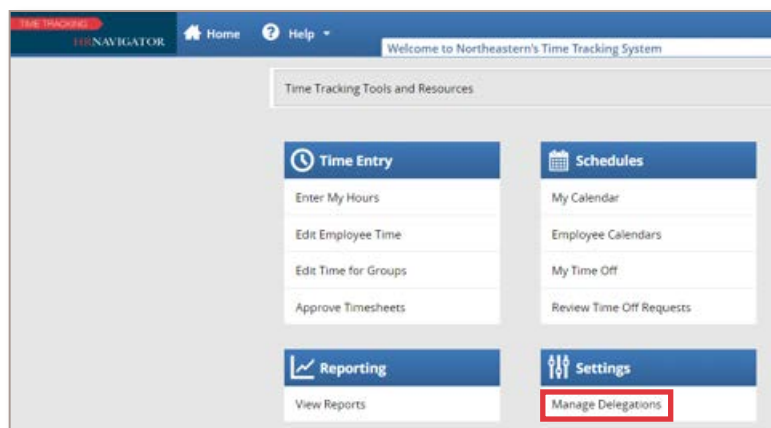 TIME TRACKING
HRNAVIGATOR
Home
Help
Welcome to Northeastern's Time Tracking System
Time Tracking Tools and Resources
Time Entry
Enter My Hours
Edit Employee Time
Edit Time for Groups
Approve Timesheets
Schedules
My Calendar
Employee Calendars
My Time Off
Review Time Off Requests
Reporting
View Reports
Settings
Manage Delegations